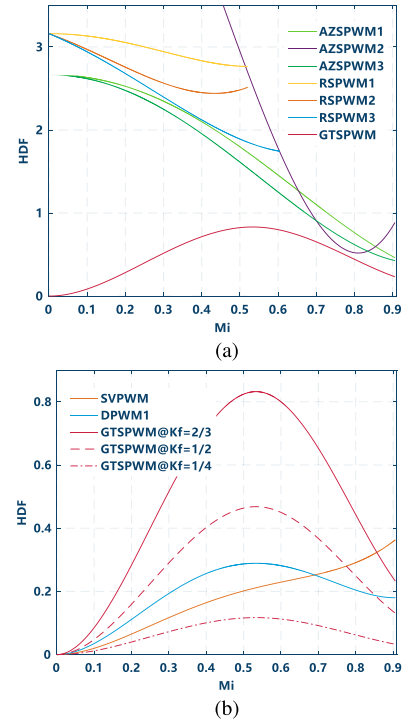 3
2
1
0
HDF
AZSPWM1
AZSPWM2
AZSPWM3
RSPWM1
RSPWM2
RSPWM3
GTSPWM
0 0.1 0.2 0.3 0.4 0.5 0.6 0.7 0.8 0.9
Mi
(a)
0.8
0.6
0.4
0.2
0
HDF
SVPWM
DPWM1
GTSPWM@Kf=2/3
GTSPWM@Kf=1/2
GTSPWM@Kf=1/4
0 0.1 0.2 0.3 0.4 0.5 0.6 0.7 0.8 0.9
Mi
(b)